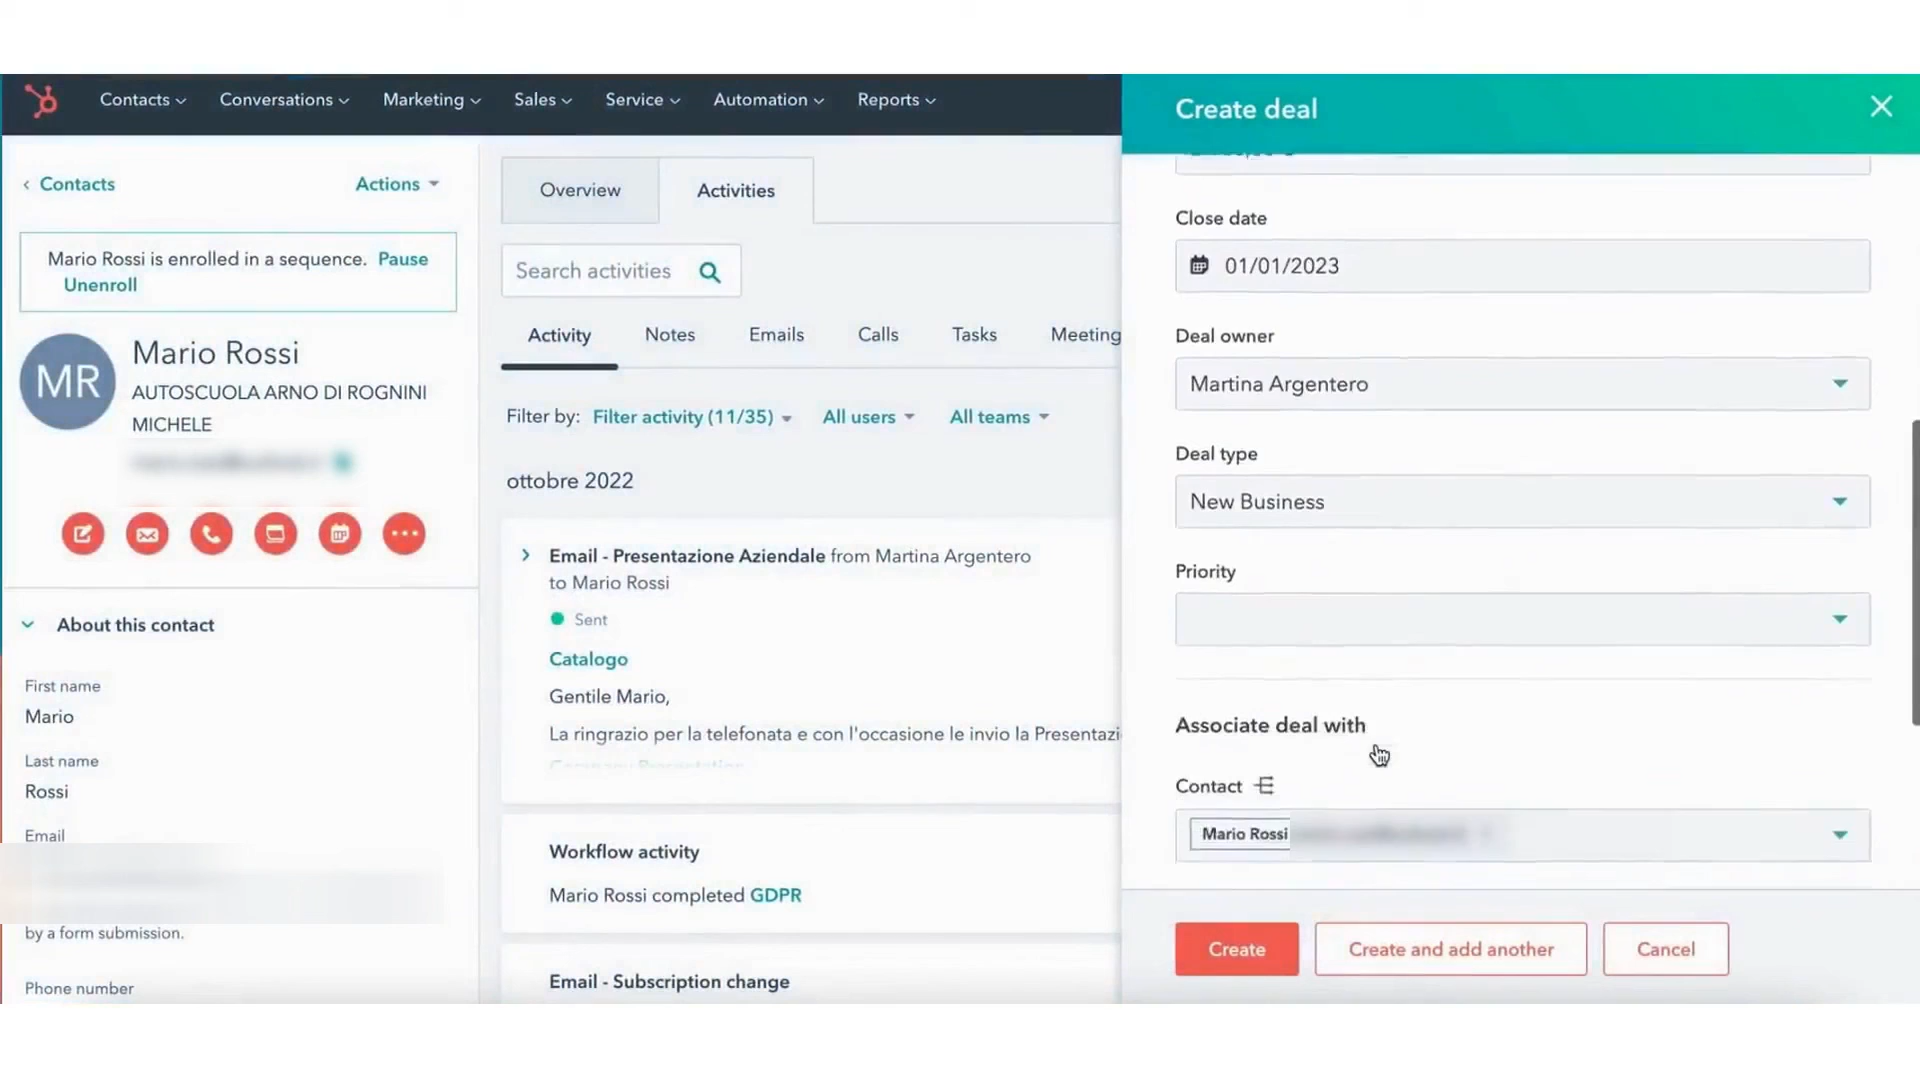 Contacts
Conversations
Marketing
Sales
Service
Automation
Reports
Contacts
Actions
Mario Rossi is enrolled in a sequence. Pause
Unenroll
MR
Mario Rossi
AUTOSCUOLA ARNO DI ROGNINI
MICHELE
About this contact
First name
Mario
Last name
Rossi
Email
by a form submission.
Phone number
Overview
Activities
Search activities
Activity
Notes
Emails
Calls
Tasks
Meeting
Filter by: Filter activity (11/35)
All users
All teams
ottobre 2022
Email - Presentazione Aziendale from Martina Argentero
to Mario Rossi
Sent
Catalogo
Gentile Mario,
La ringrazio per la telefonata e con l'occasione le invio la Presentazi
Company Presentation
Workflow activity
Mario Rossi completed GDPR
Email - Subscription change
Create deal
Close date
01/01/2023
Deal owner
Martina Argentero
Deal type
New Business
Priority
Associate deal with
Contact
Mario Rossi
Create
Create and add another
Cancel